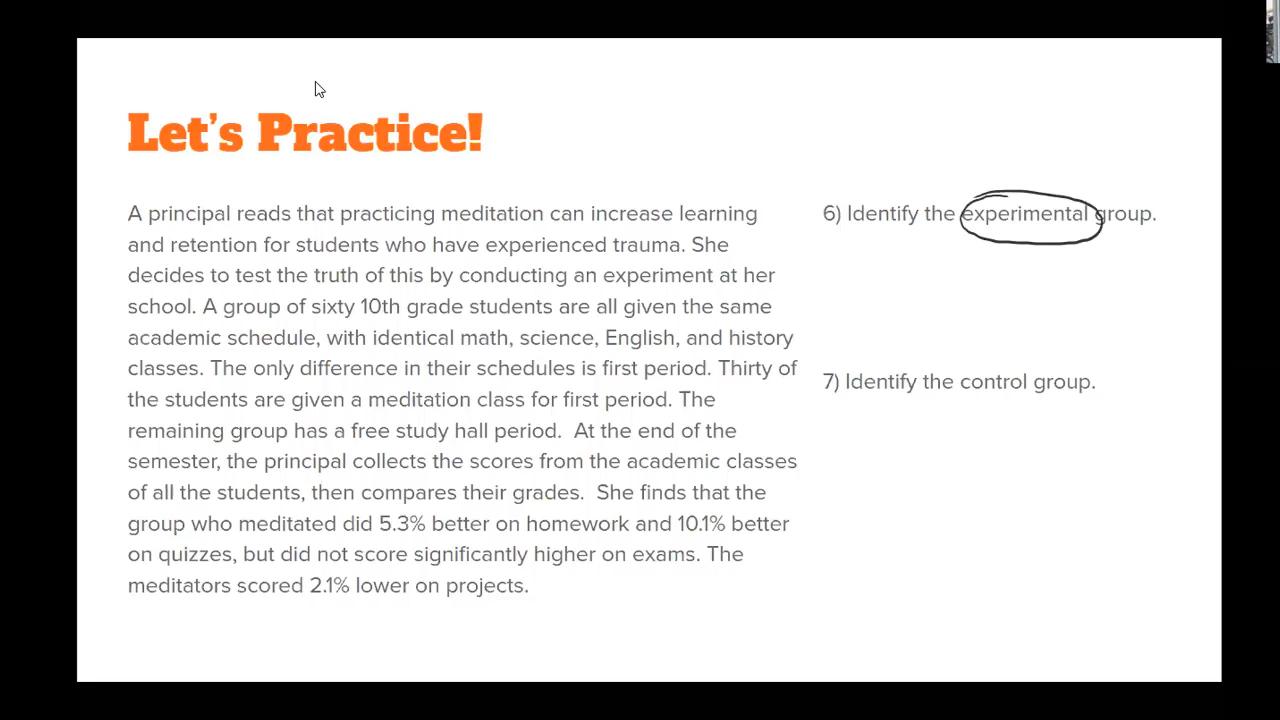 Let's Practice!
A principal reads that practicing meditation can increase learning
and retention for students who have experienced trauma. She
decides to test the truth of this by conducting an experiment at her
school. A group of sixty 10th grade students are all given the same
academic schedule, with identical math, science, English, and history
classes. The only difference in their schedules is first period. Thirty of
the students are given a meditation class for first period. The
remaining group has a free study hall period.  At the end of the
semester, the principal collects the scores from the academic classes
of all the students, then compares their grades.  She finds that the
group who meditated did 5.3% better on homework and 10.1% better
on quizzes, but did not score significantly higher on exams. The
meditators scored 2.1% lower on projects.
6) Identify the experimental group.
7) Identify the control group.